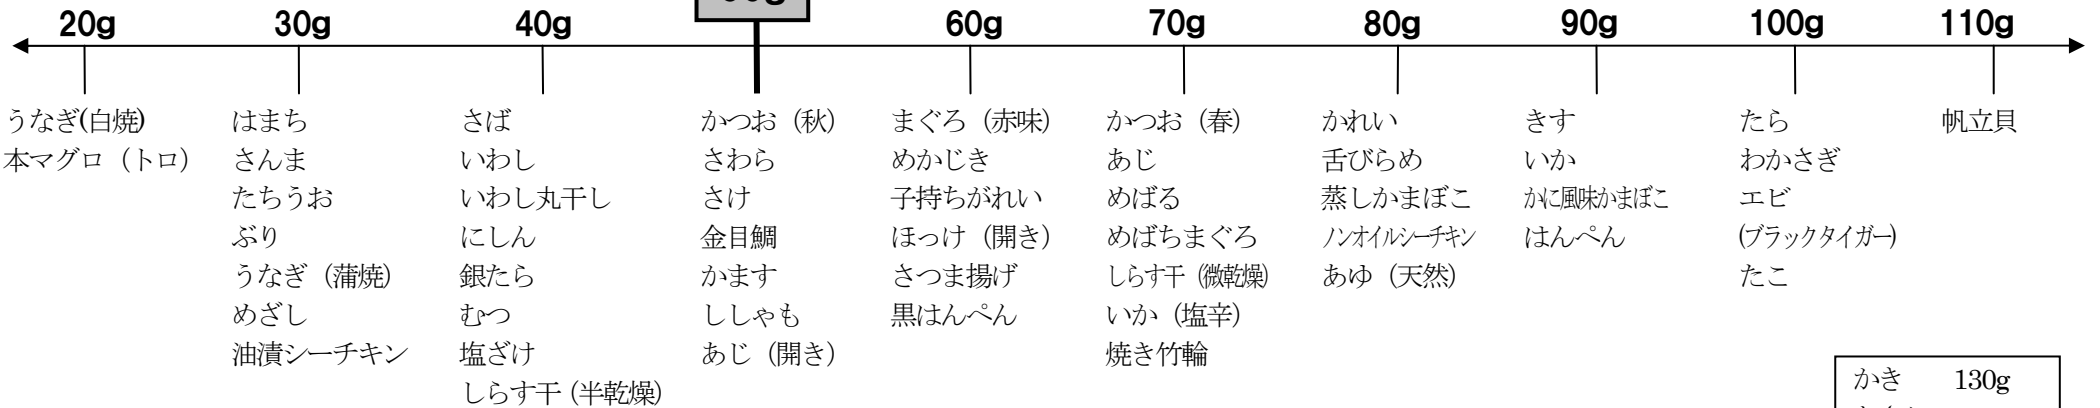 20g 30g 40g 60g 70g 80g 90g 100g 110g
うなぎ(白焼) はまち さば かつお（秋） まぐろ（赤味） かつお（春） かれい きす たら 帆立貝
本マグロ（トロ） さんま いわし さわら めかじき あじ 舌びらめ いか わかさぎ
たちうお いわし丸干し さけ 子持ちがれい めばる 蒸しかまぼこ かに風味かまぼこ エビ
ぶり にしん 金目鯛 ほっけ（開き） めばちまぐろ ノンオイルシーチキン はんぺん (ブラックタイガー)
うなぎ（蒲焼） 銀たら かます さつま揚げ しらす干（微乾燥） あゆ（天然） たこ
めざし むつ ししゃも 黒はんぺん いか（塩辛）
油漬シーチキン 塩ざけ あじ（開き） 焼き竹輪
かき 130g
しらす干（半乾燥）